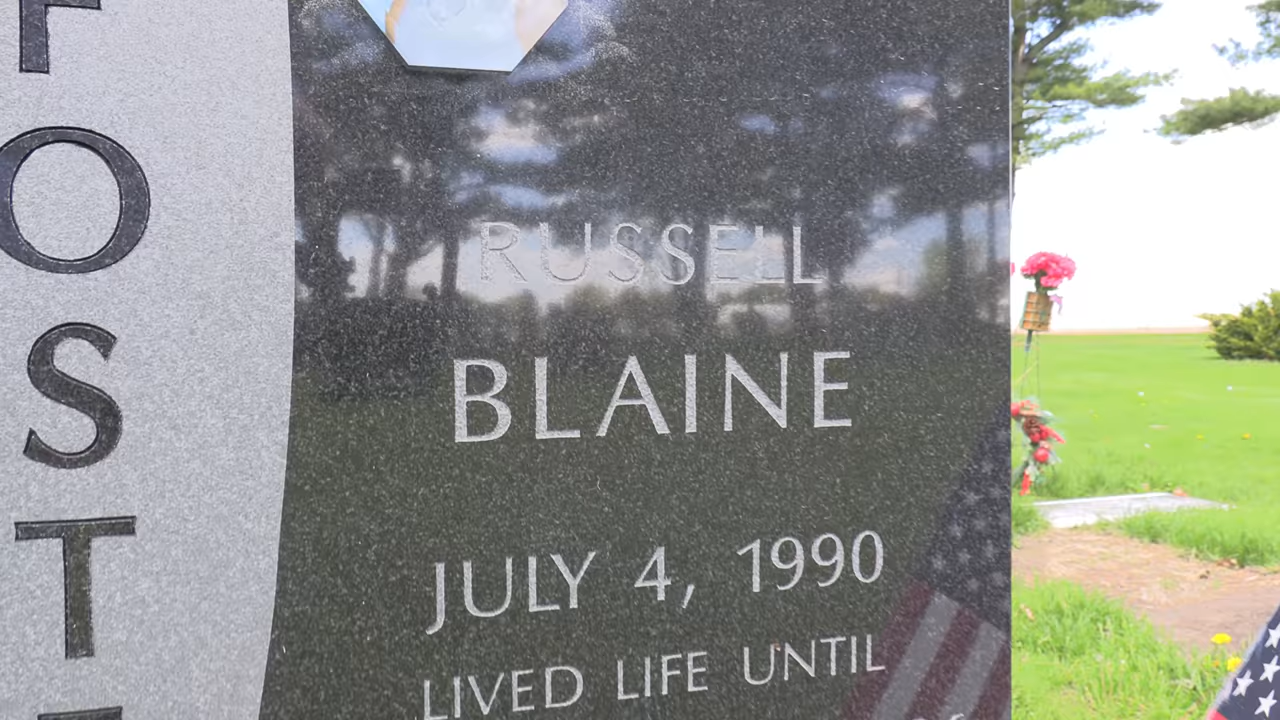 FOST
RUSSELL
BLAINE
JULY 4, 1990
LIVED LIFE UNTIL